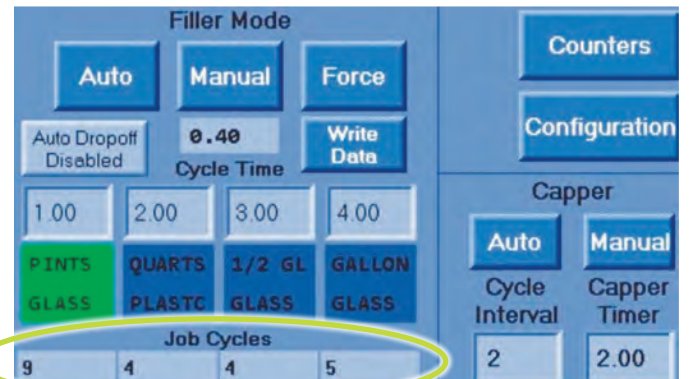 Filler Mode
Auto Manual Force
Auto Dropoff
Disabled
0.40
Cycle Time
Write
Data
1.00 2.00 3.00 4.00
PINTS QUARTS 1/2 GL GALLON
GLASS PLASTC GLASS GLASS
Job Cycles
9 4 4 5
Counters
Configuration
Capper
Auto Manual
Cycle
Interval
Capper
Timer
2 2.00